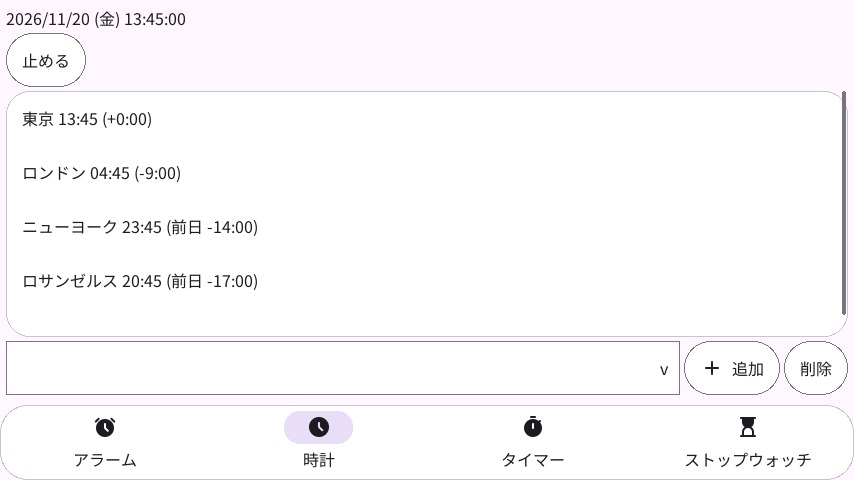 2026/11/20 (金) 13:45:00
止める
東京 13:45 (+0:00)
ロンドン 04:45 (-9:00)
ニューヨーク 23:45 (前日 -14:00)
ロサンゼルス 20:45 (前日 -17:00)
v
追加
削除
アラーム
時計
タイマー
ストップウォッチ